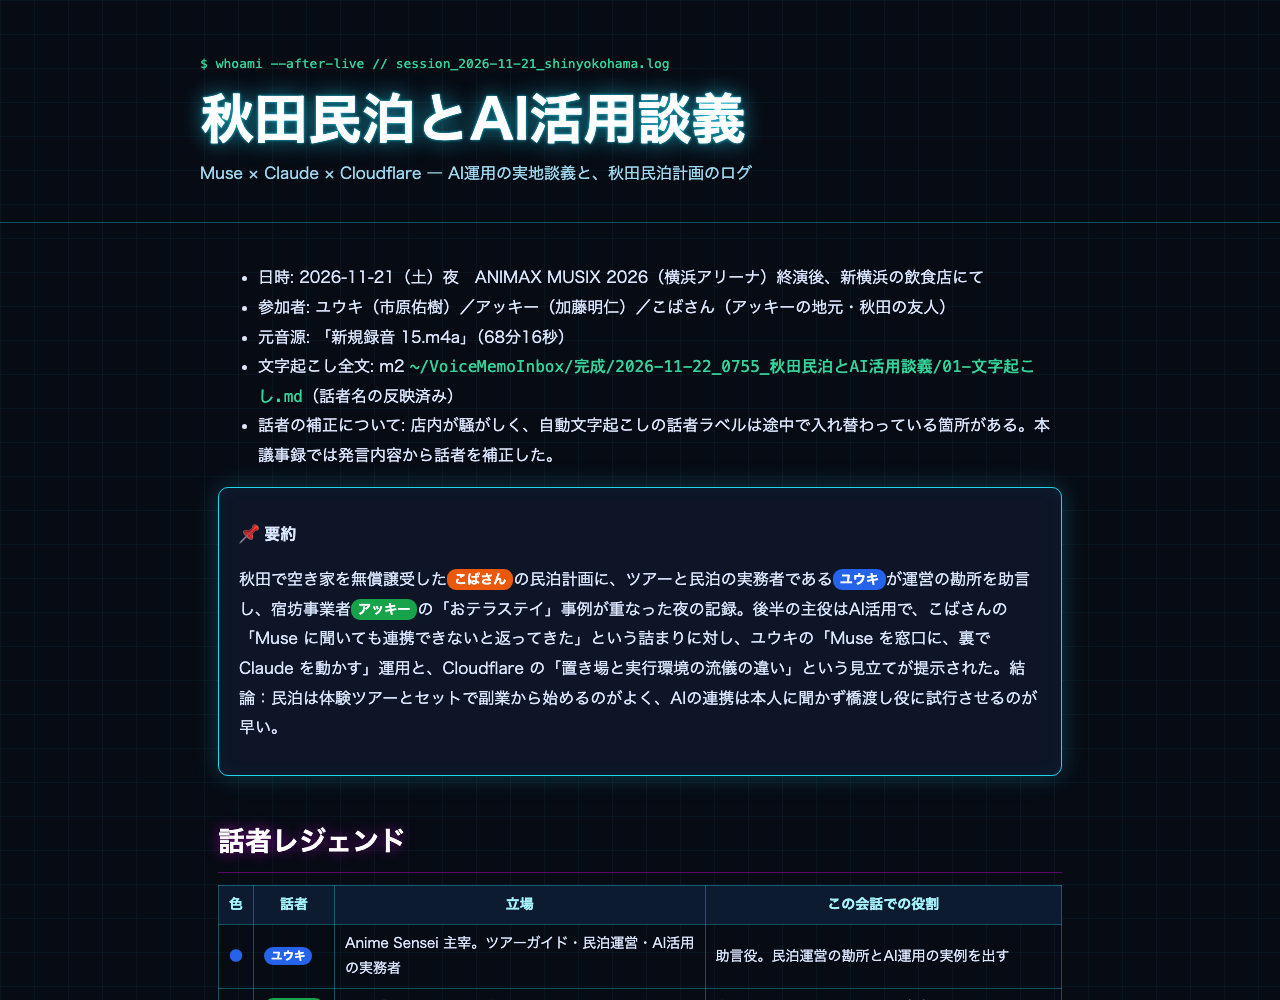 $ whoami --after-live // session_2026-11-21_shinyokohama.log
秋田民泊とAI活用談義
Muse × Claude × Cloudflare — AI運用の実地談義と、秋田民泊計画のログ
• 日時: 2026-11-21（土）夜　ANIMAX MUSIX 2026（横浜アリーナ）終演後、新横浜の飲食店にて
• 参加者: ユウキ（市原佑樹）／アッキー（加藤明仁）／こばさん（アッキーの地元・秋田の友人）
• 元音源: 「新規録音 15.m4a」（68分16秒）
• 文字起こし全文: m2 ~/VoiceMemoInbox/完成/2026-11-22_0755_秋田民泊とAI活用談義/01-文字起こ
し.md（話者名の反映済み）
• 話者の補正について: 店内が騒がしく、自動文字起こしの話者ラベルは途中で入れ替わっている箇所がある。本
議事録では発言内容から話者を補正した。
📌 要約
秋田で空き家を無償譲受したこばさんの民泊計画に、ツアーと民泊の実務者であるユウキが運営の勘所を助言
し、宿坊事業者アッキーの「おテラステイ」事例が重なった夜の記録。後半の主役はAI活用で、こばさんの
「Muse に聞いても連携できないと返ってきた」という詰まりに対し、ユウキの「Muse を窓口に、裏で
Claude を動かす」運用と、Cloudflare の「置き場と実行環境の流儀の違い」という見立てが提示された。結
論：民泊は体験ツアーとセットで副業から始めるのがよく、AIの連携は本人に聞かず橋渡し役に試行させるのが
早い。
話者レジェンド
色 話者 立場 この会話での役割
ユウキ Anime Sensei 主宰。ツアーガイド・民泊運営・AI活用
の実務者 助言役。民泊運営の勘所とAI運用の実例を出す